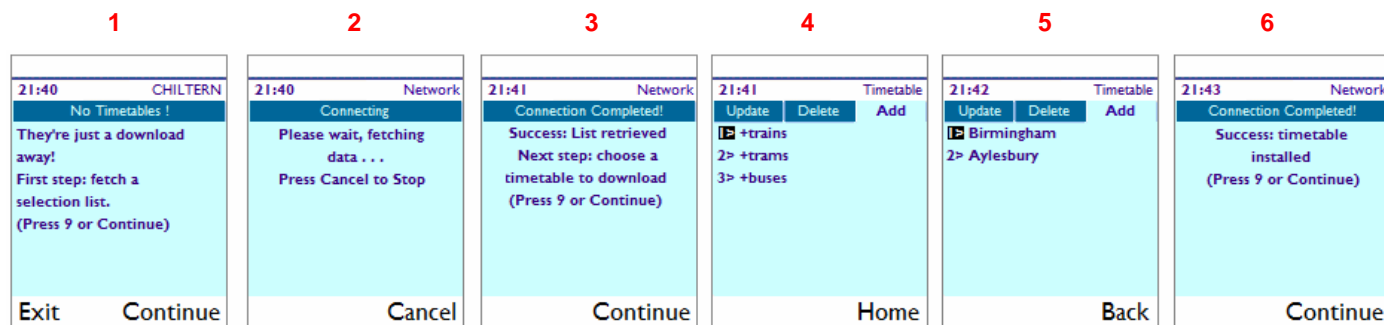 1
21:40 CHILTERN
No Timetables !
They're just a download
away!
First step: fetch a
selection list.
(Press 9 or Continue)
Exit Continue
2
21:40 Network
Connecting
Please wait, fetching
data . . .
Press Cancel to Stop
Cancel
3
21:41 Network
Connection Completed!
Success: List retrieved
Next step: choose a
timetable to download
(Press 9 or Continue)
Continue
4
21:41 Timetable
Update Delete Add
1> +trains
2> +trams
3> +buses
Home
5
21:42 Timetable
Update Delete Add
1> Birmingham
2> Aylesbury
Back
6
21:43 Network
Connection Completed!
Success: timetable
installed
(Press 9 or Continue)
Continue